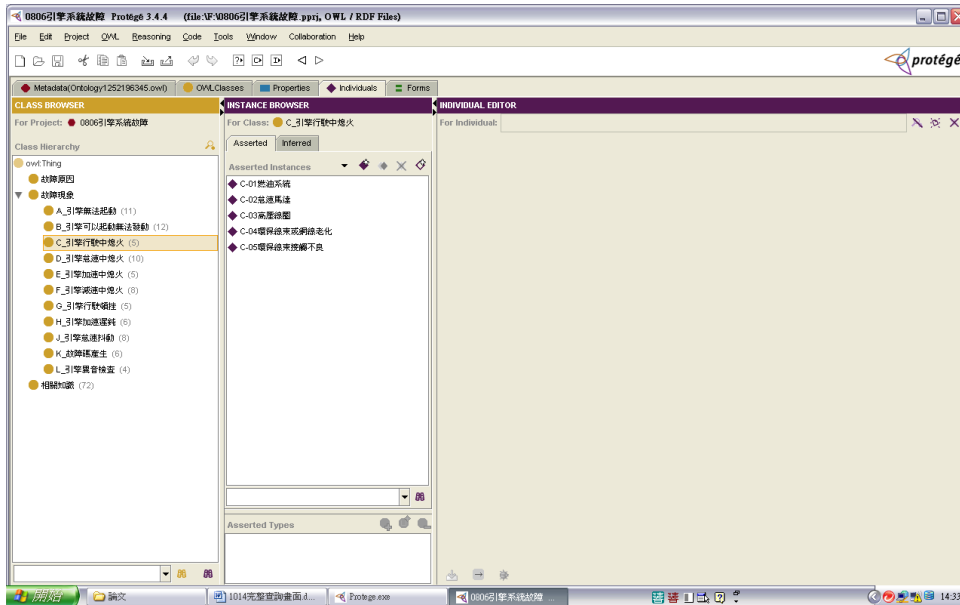 0806引擎系統故障 Protégé 3.4.4 (file:\F:\0806引擎系統故障.pprj, OWL / RDF Files)
File Edit Project OWL Reasoning Code Tools Window Collaboration Help
protégé
Metadata(Ontology1252196345.owl) OWLClasses Properties Individuals Forms
CLASS BROWSER
For Project: 0806引擎系統故障
Class Hierarchy
owl:Thing
故障原因
故障現象
A_引擎無法起動 (11)
B_引擎可以起動無法發動 (12)
C_引擎行駛中熄火 (5)
D_引擎怠速中熄火 (10)
E_引擎加速中熄火 (5)
F_引擎減速中熄火 (8)
G_引擎行駛頓挫 (5)
H_引擎加速遲鈍 (6)
J_引擎怠速抖動 (8)
K_故障碼產生 (6)
L_引擎異音檢查 (4)
相關知識 (72)
INSTANCE BROWSER
For Class: C_引擎行駛中熄火
Asserted Inferred
Asserted Instances
C-01燃油系統
C-02怠速馬達
C-03高壓線圈
C-04環保線束或銅線老化
C-05環保線束接觸不良
Asserted Types
INDIVIDUAL EDITOR
For Individual:
開始 論文 1014完整查詢畫面.d... Protege.exe 0806引擎系統故障 ... 14:33